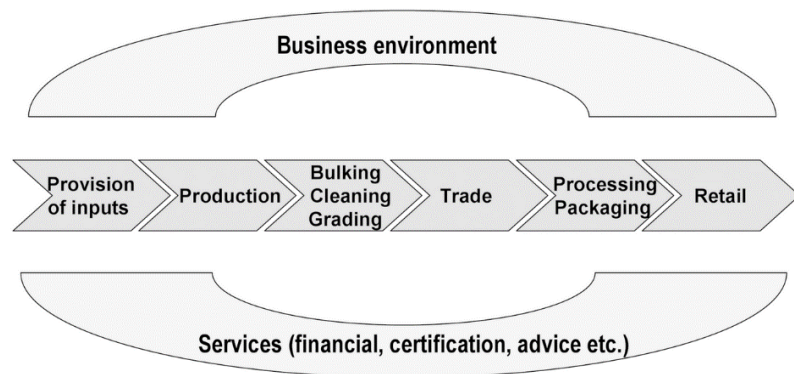 Business environment
Provision
of inputs
Production
Bulking
Cleaning
Grading
Trade
Processing
Packaging
Retail
Services (financial, certification, advice etc.)